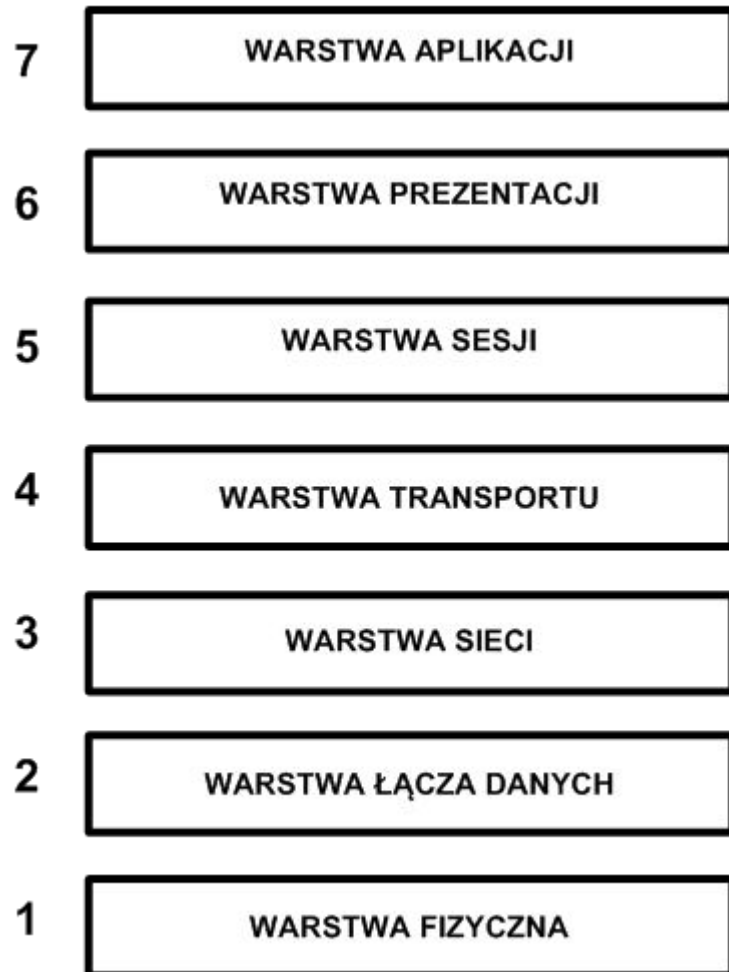 7 WARSTWA APLIKACJI
6 WARSTWA PREZENTACJI
5 WARSTWA SESJI
4 WARSTWA TRANSPORTU
3 WARSTWA SIECI
2 WARSTWA ŁĄCZA DANYCH
1 WARSTWA FIZYCZNA